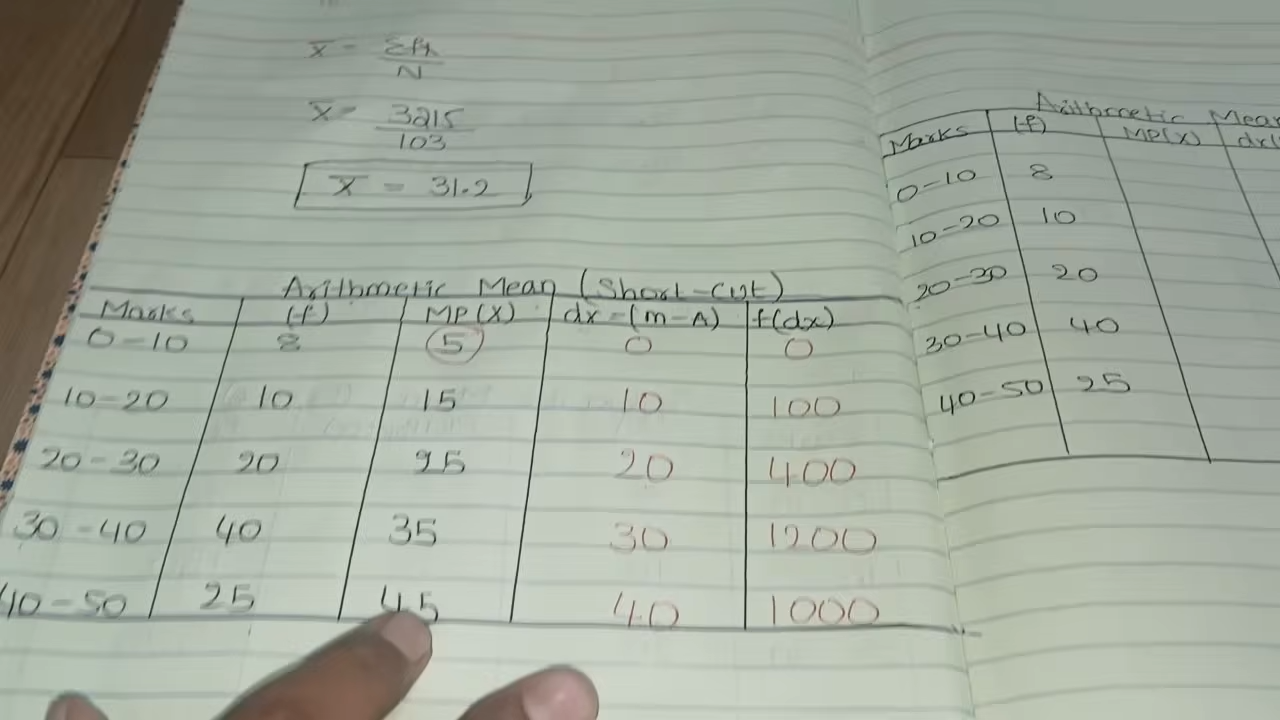 x̄ = Σfx
N
x̄ = 3215
103
x̄ = 31.2
Arithmetic Mean (Short-cut)
Marks (f) MP(X) dx=(m-A) f(dx)
0-10 8 5 0 0
10-20 10 15 10 100
20-30 20 25 20 400
30-40 40 35 30 1200
40-50 25 45 40 1000
Arithmetic Mean
Marks (f) MP(X)
0-10 8
10-20 10
20-30 20
30-40 40
40-50 25